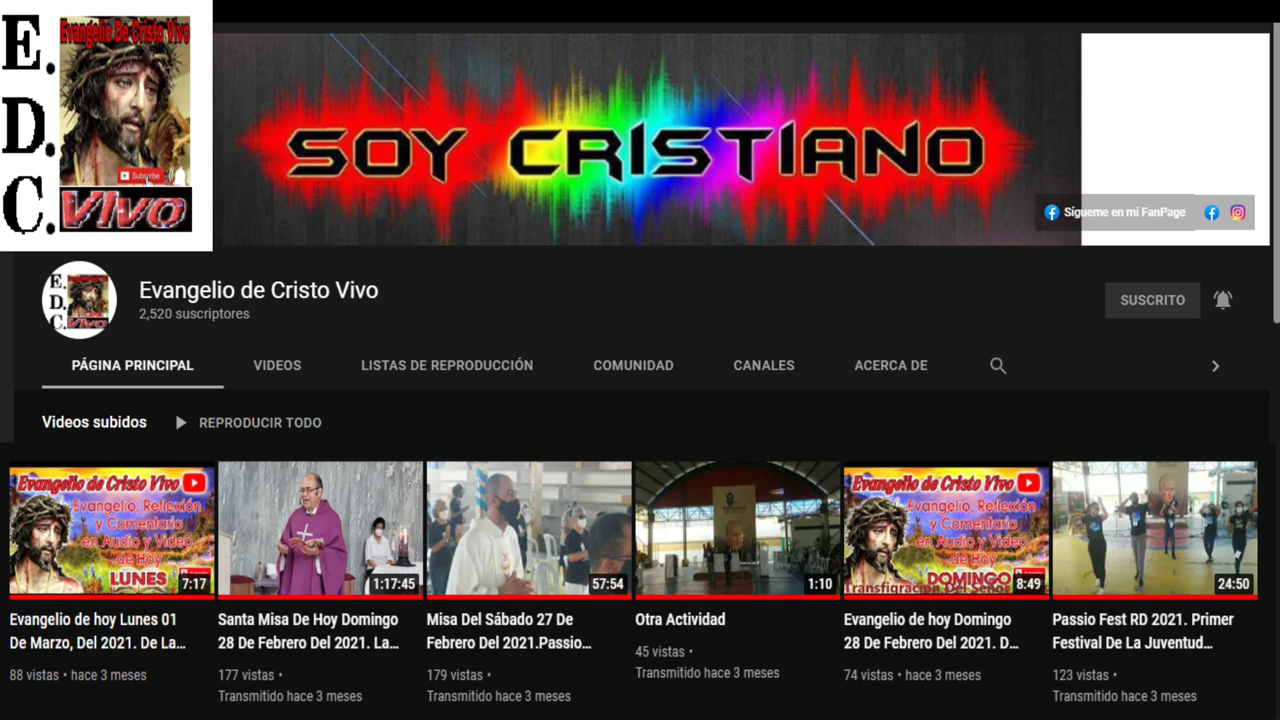 E.
D.
C.
Evangelio De Cristo Vivo
Subscribe
Vivo
SOY CRISTIANO
Sígueme en mi FanPage
E.
D.
C.
Vivo
Evangelio de Cristo Vivo
2,520 suscriptores
SUSCRITO
PÁGINA PRINCIPAL VIDEOS LISTAS DE REPRODUCCIÓN COMUNIDAD CANALES ACERCA DE
Videos subidos REPRODUCIR TODO
Evangelio de Cristo Vivo
Evangelio, Reflexión
y Comentario
en Audio y Video
de Hoy
LUNES
7:17
Evangelio de hoy Lunes 01
De Marzo, Del 2021. De La...
88 vistas • hace 3 meses
1:17:45
Santa Misa De Hoy Domingo
28 De Febrero Del 2021. La...
177 vistas •
Transmitido hace 3 meses
57:54
Misa Del Sábado 27 De
Febrero Del 2021.Passio...
179 vistas •
Transmitido hace 3 meses
1:10
Otra Actividad
45 vistas •
Transmitido hace 3 meses
Evangelio de Cristo Vivo
Evangelio, Reflexión
y Comentario
en Audio y Video
de Hoy
DOMINGO
Transfigración Del Señor
8:49
Evangelio de hoy Domingo
28 De Febrero Del 2021. D...
74 vistas • hace 3 meses
24:50
Passio Fest RD 2021. Primer
Festival De La Juventud...
123 vistas •
Transmitido hace 3 meses